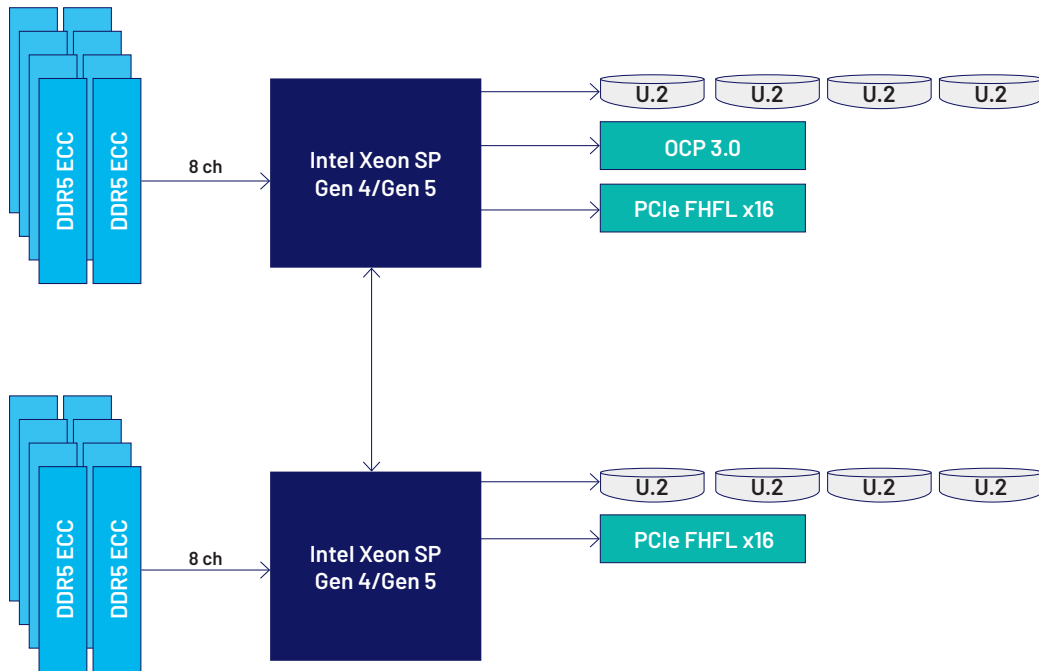 DDR5 ECC
DDR5 ECC
8 ch
Intel Xeon SP
Gen 4/Gen 5
U.2
U.2
U.2
U.2
OCP 3.0
PCIe FHFL x16
DDR5 ECC
DDR5 ECC
8 ch
Intel Xeon SP
Gen 4/Gen 5
U.2
U.2
U.2
U.2
PCIe FHFL x16